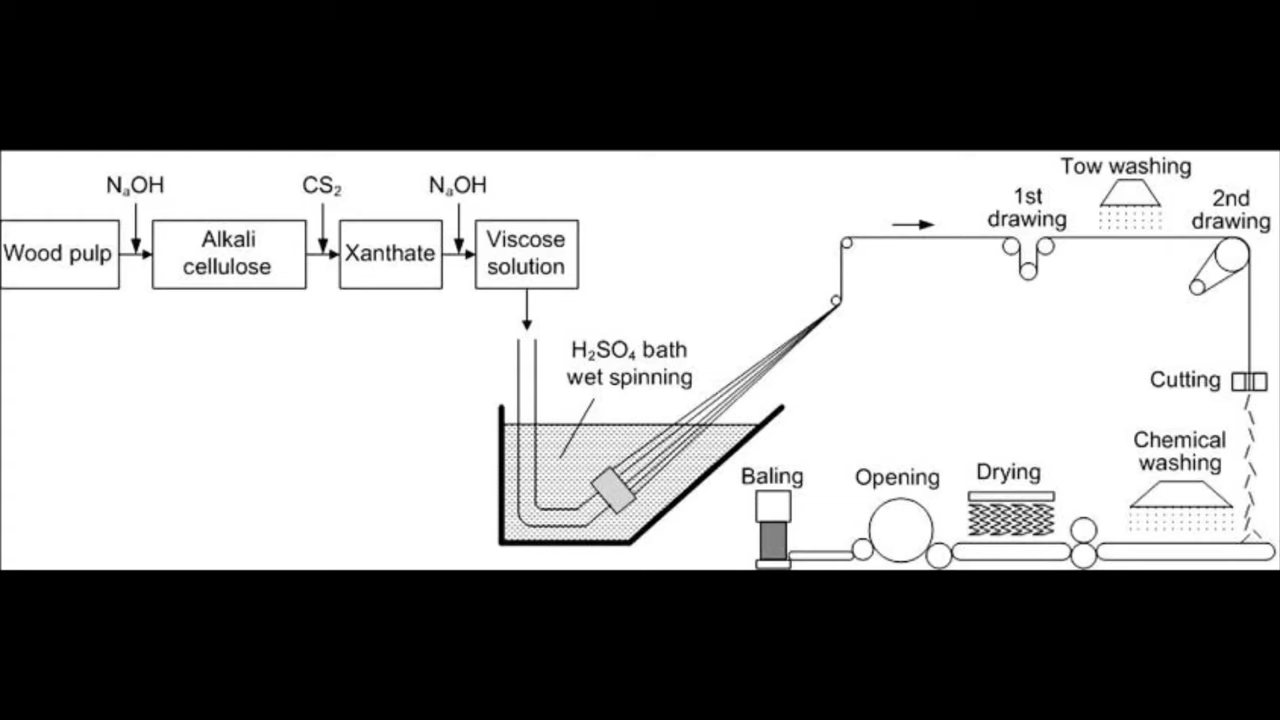 NaOH
CS2
NaOH
Wood pulp
Alkali
cellulose
Xanthate
Viscose
solution
H2SO4 bath
wet spinning
1st
drawing
Tow washing
2nd
drawing
Cutting
Chemical
washing
Drying
Opening
Baling